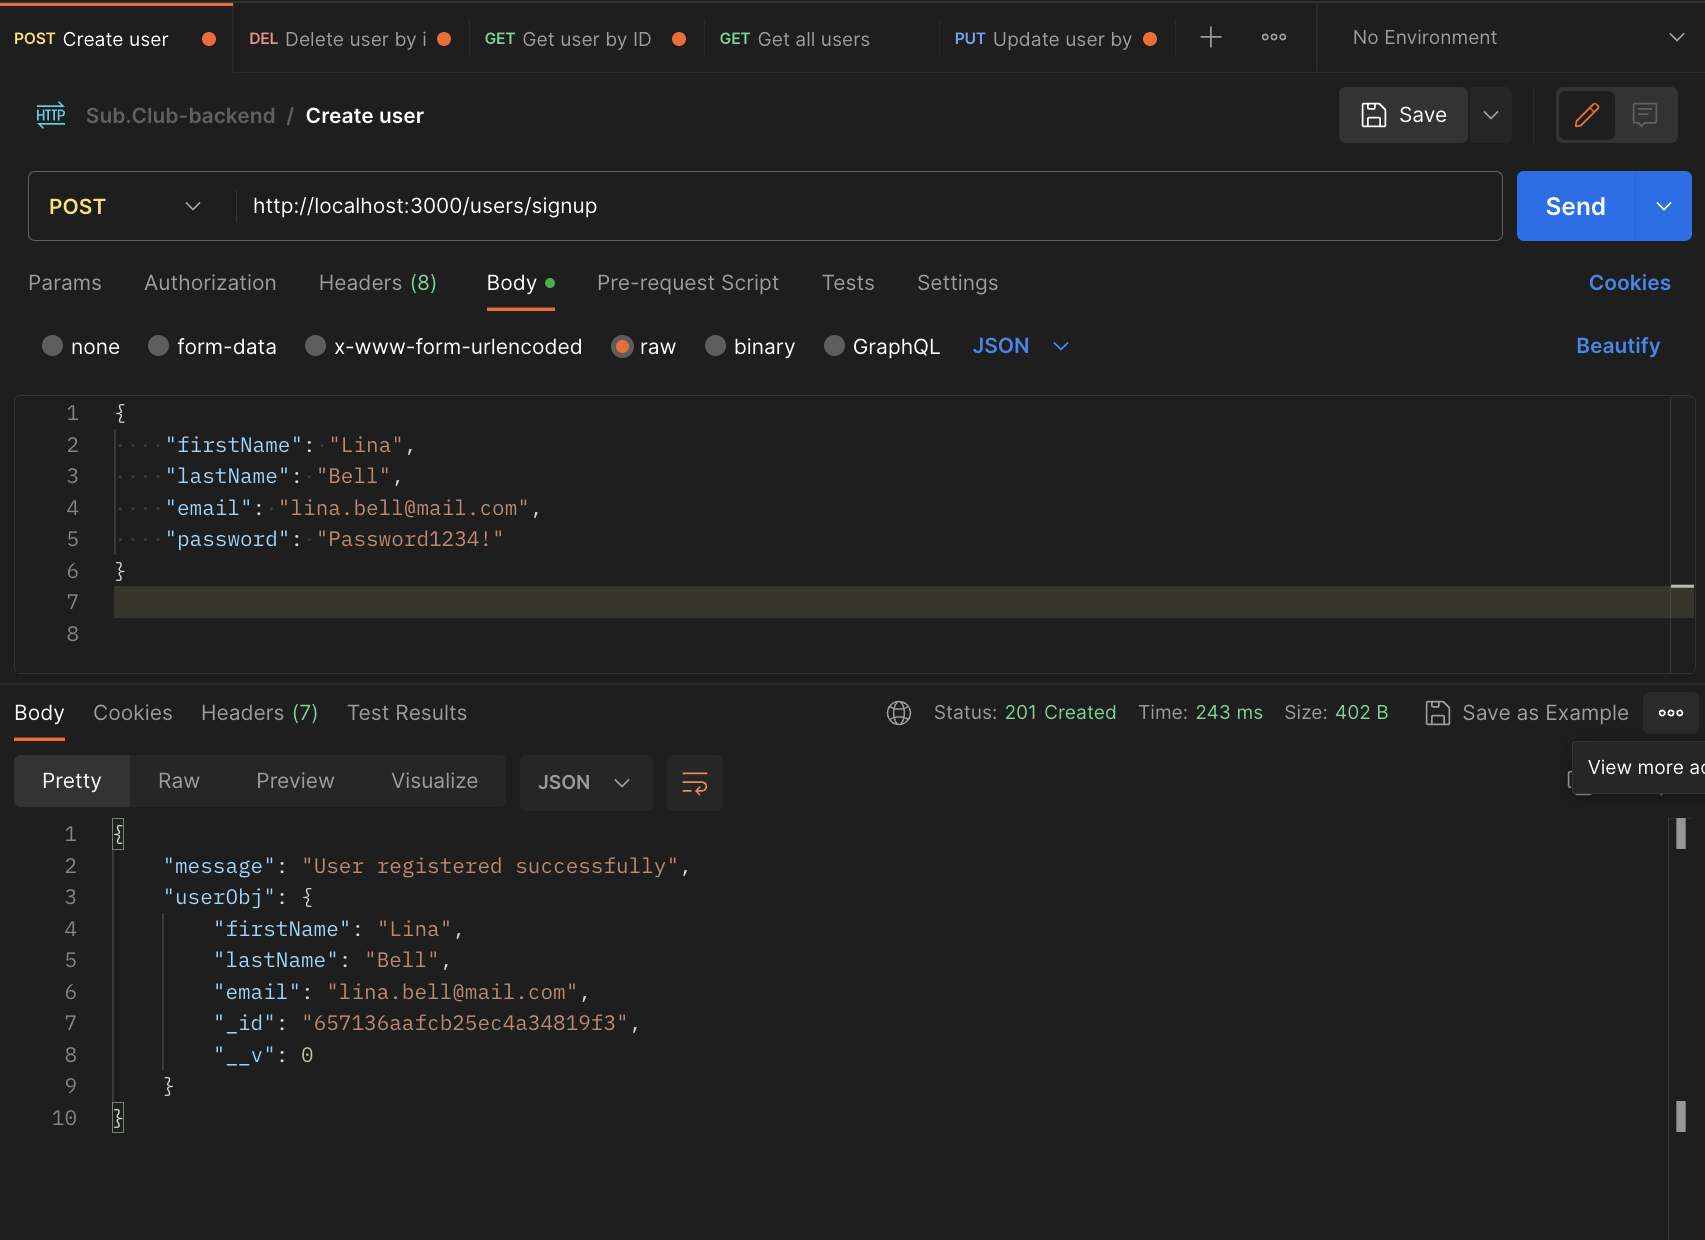 POST Create user DEL Delete user by i GET Get user by ID GET Get all users PUT Update user by No Environment
HTTP Sub.Club-backend / Create user Save
POST http://localhost:3000/users/signup Send
Params Authorization Headers (8) Body Pre-request Script Tests Settings Cookies
none form-data x-www-form-urlencoded raw binary GraphQL JSON Beautify
1 {
2 "firstName": "Lina",
3 "lastName": "Bell",
4 "email": "lina.bell@mail.com",
5 "password": "Password1234!"
6 }
7
8
Body Cookies Headers (7) Test Results Status: 201 Created Time: 243 ms Size: 402 B Save as Example
View more ac
Pretty Raw Preview Visualize JSON
1 {
2 "message": "User registered successfully",
3 "userObj": {
4 "firstName": "Lina",
5 "lastName": "Bell",
6 "email": "lina.bell@mail.com",
7 "_id": "657136aafcb25ec4a34819f3",
8 "__v": 0
9 }
10 }